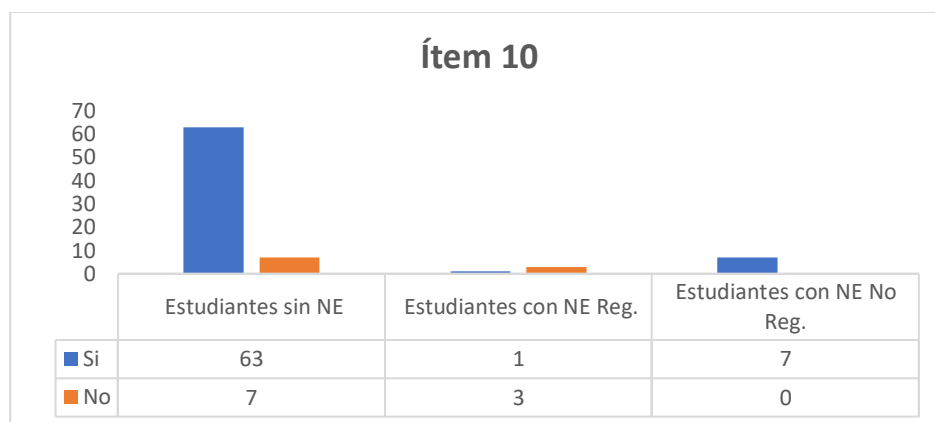 Ítem 10
70
60
50
40
30
20
10
0
Estudiantes sin NE
Estudiantes con NE Reg.
Estudiantes con NE No
Reg.
Si 63 1 7
No 7 3 0